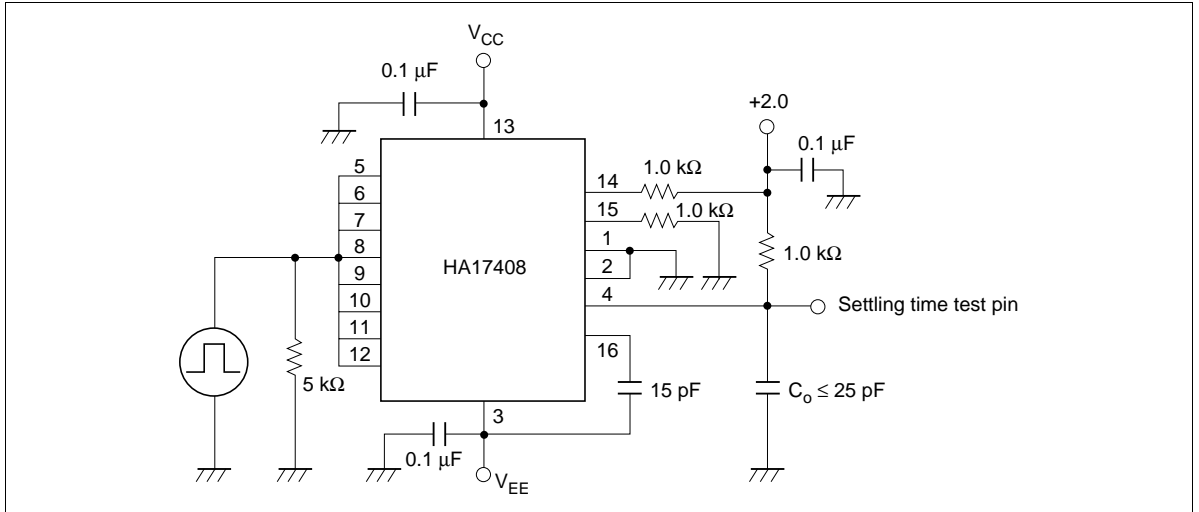 V_CC
0.1 μF
13
+2.0
0.1 μF
5
6
7
8
9
10
11
12
HA17408
14
1.0 kΩ
15
1.0 kΩ
1
2
4
1.0 kΩ
Settling time test pin
16
15 pF
C_o ≤ 25 pF
5 kΩ
3
0.1 μF
V_EE